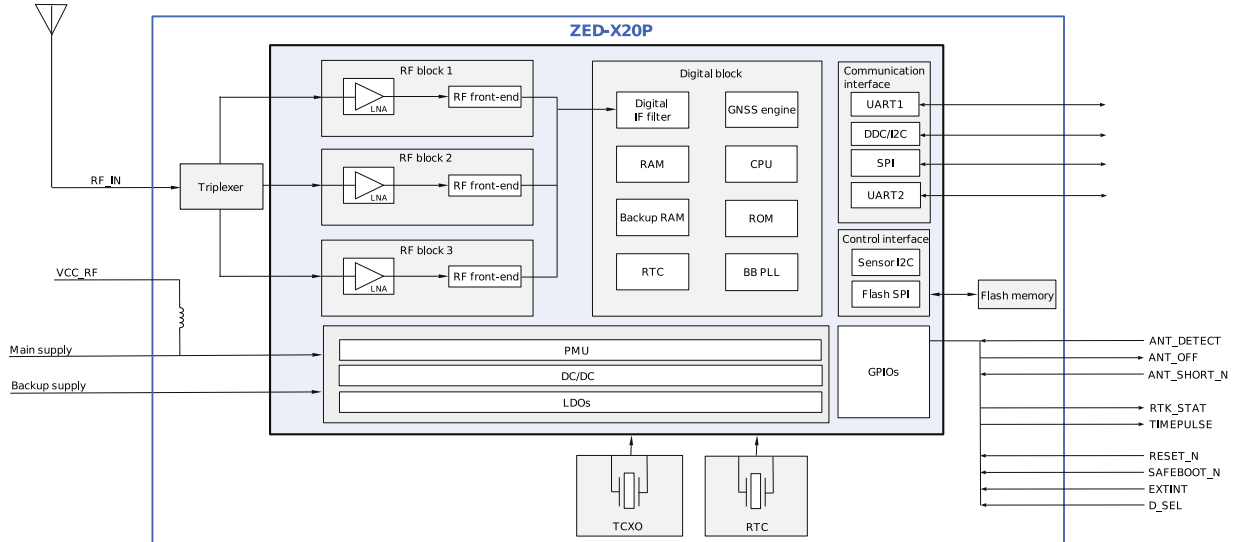 ZED-X20P
RF block 1
LNA
RF front-end
RF block 2
LNA
RF front-end
RF block 3
LNA
RF front-end
RF_IN
Triplexer
VCC_RF
Main supply
Backup supply
Digital block
Digital
IF filter
GNSS engine
RAM
CPU
Backup RAM
ROM
RTC
BB PLL
Communication
interface
UART1
DDC/I2C
SPI
UART2
Control interface
Sensor I2C
Flash SPI
Flash memory
PMU
DC/DC
LDOs
GPIOs
ANT_DETECT
ANT_OFF
ANT_SHORT_N
RTK_STAT
TIMEPULSE
RESET_N
SAFEBOOT_N
EXTINT
D_SEL
TCXO
RTC